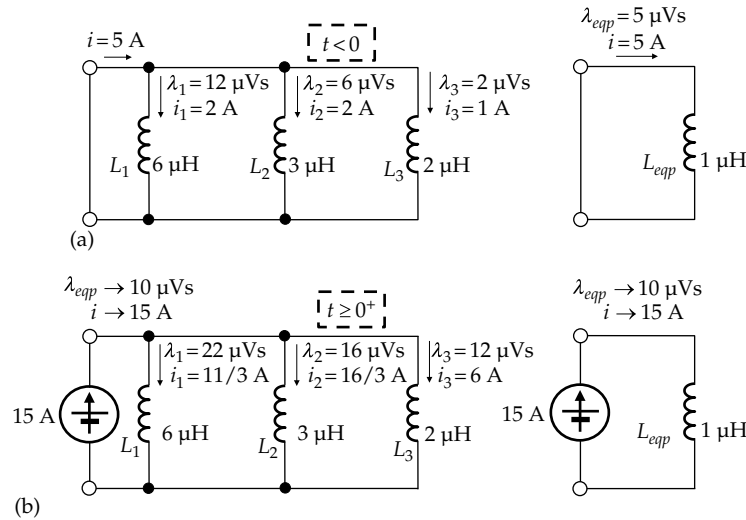 i = 5 A
t < 0
λ1 = 12 μVs
i1 = 2 A
λ2 = 6 μVs
i2 = 2 A
λ3 = 2 μVs
i3 = 1 A
L1
6 μH
L2
3 μH
L3
2 μH
λeqp = 5 μVs
i = 5 A
Leqp
1 μH
(a)
λeqp → 10 μVs
i → 15 A
t ≥ 0+
λ1 = 22 μVs
i1 = 11/3 A
λ2 = 16 μVs
i2 = 16/3 A
λ3 = 12 μVs
i3 = 6 A
15 A
L1
6 μH
L2
3 μH
L3
2 μH
λeqp → 10 μVs
i → 15 A
15 A
Leqp
1 μH
(b)